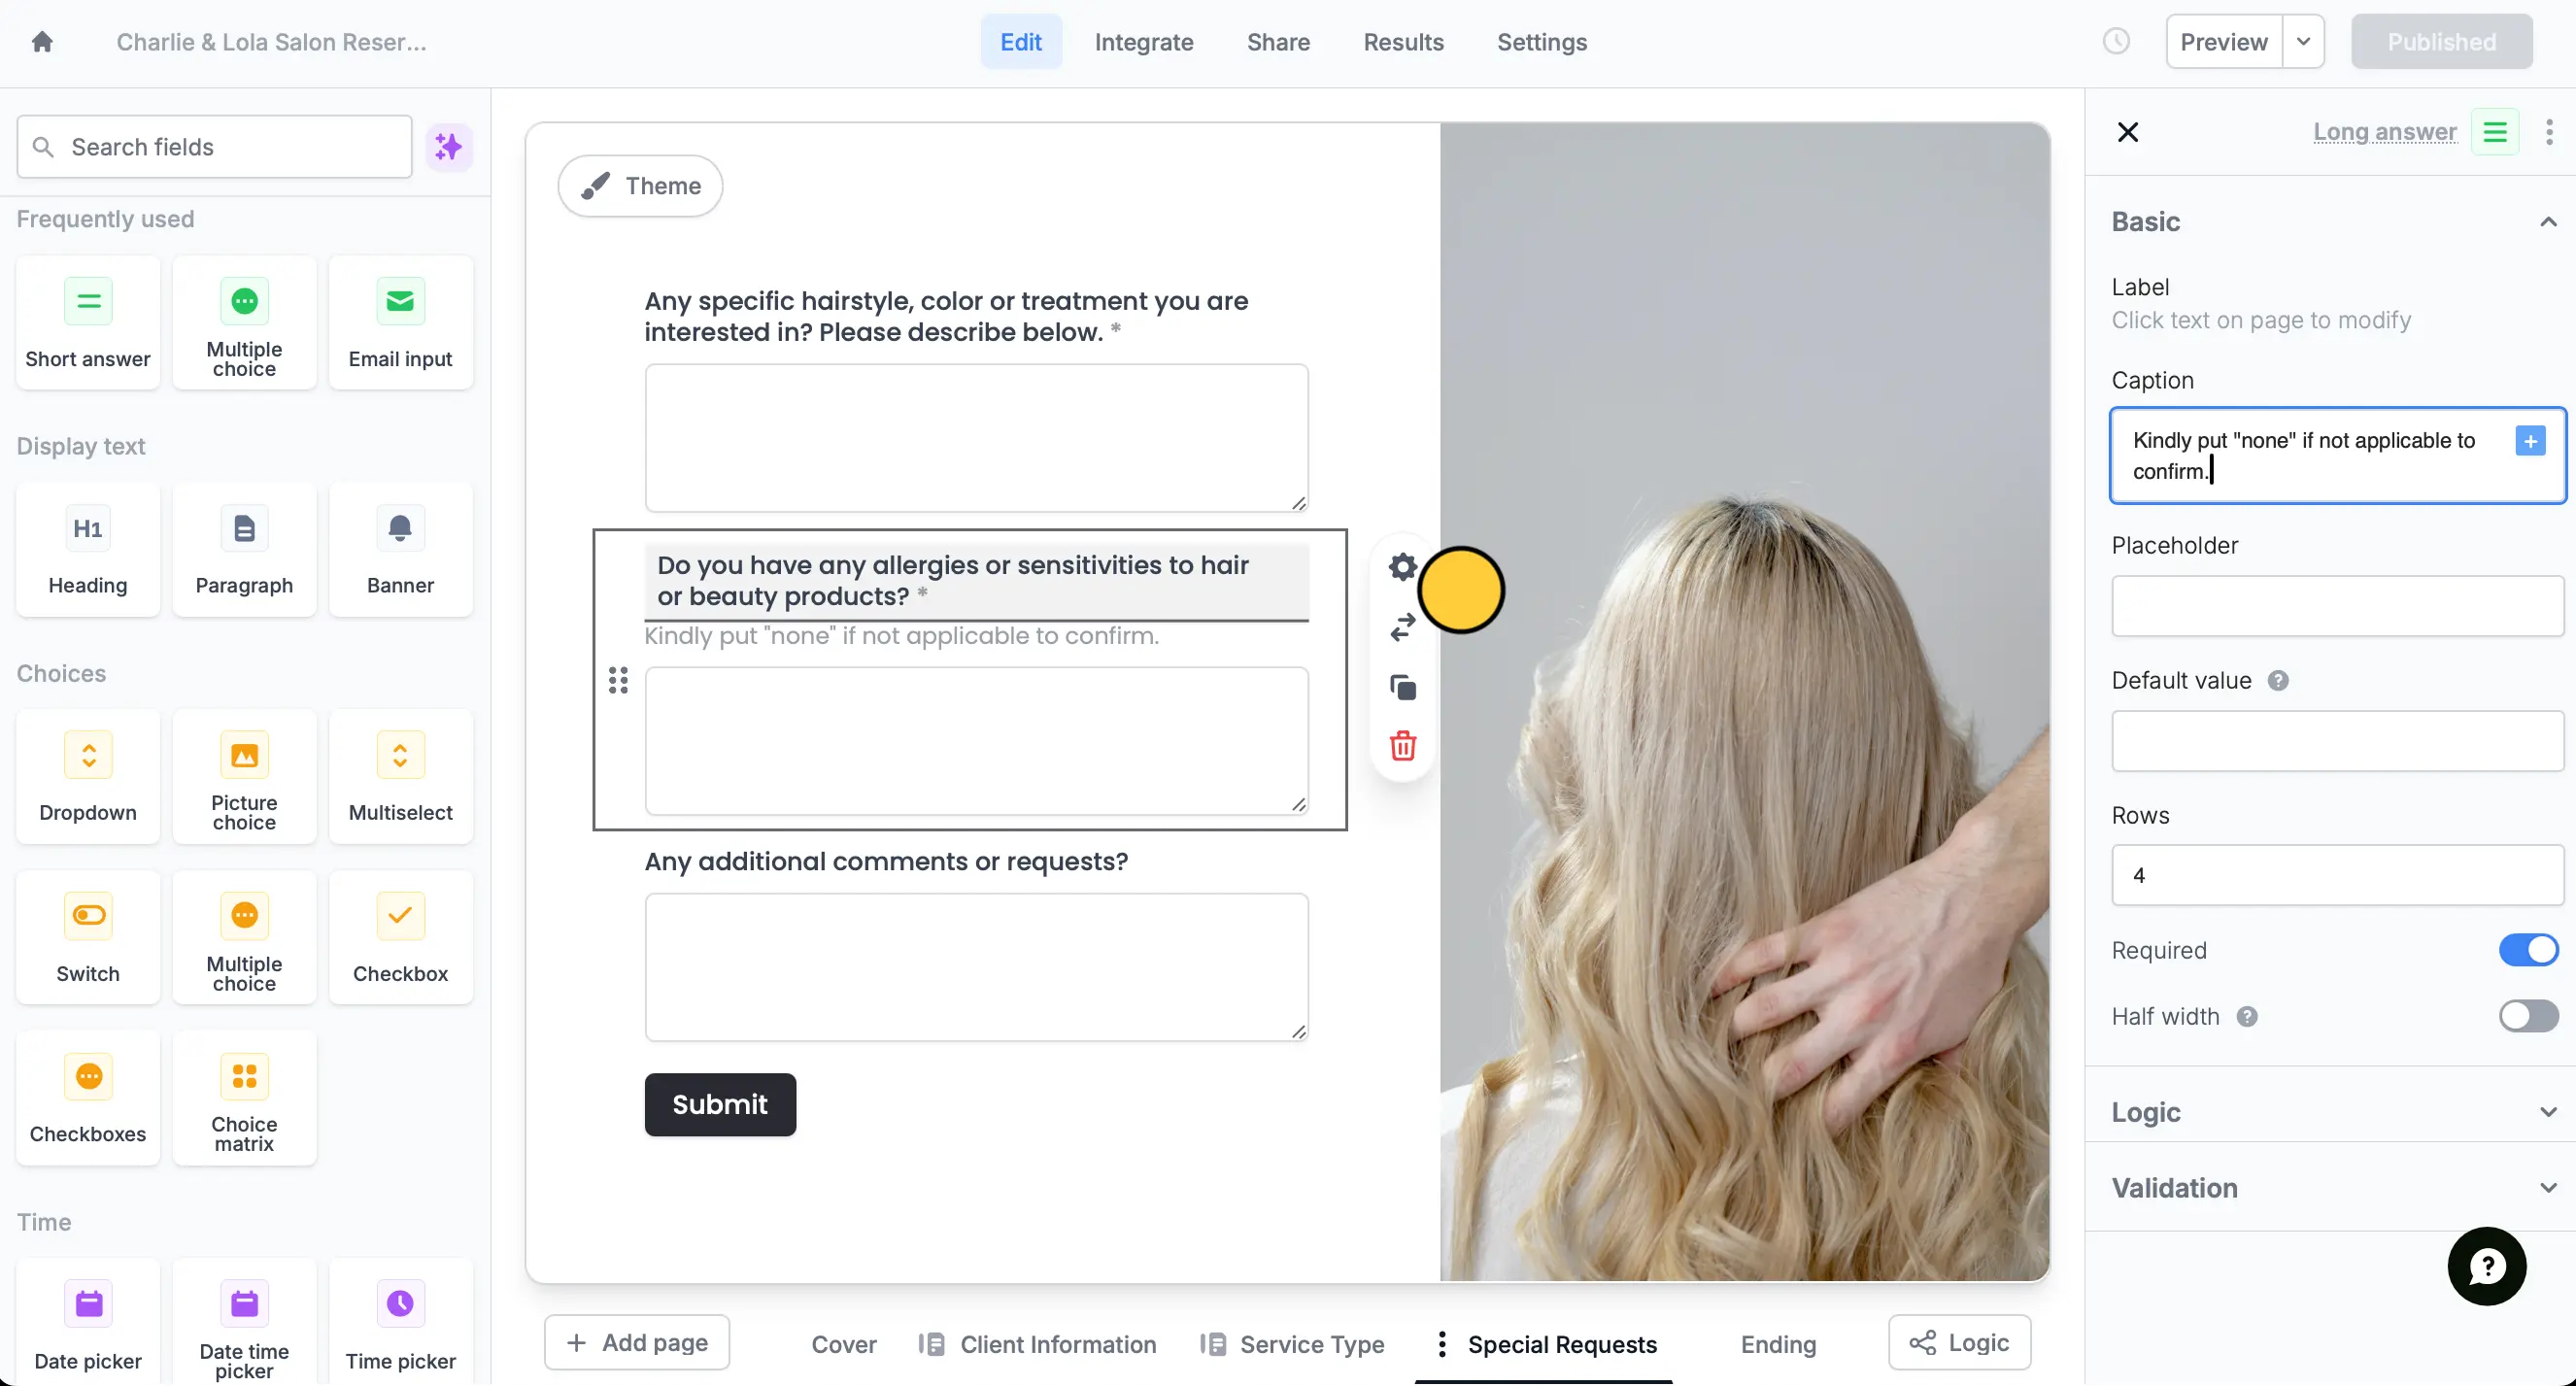 Charlie & Lola Salon Reser...
Edit
Integrate
Share
Results
Settings
Preview
Published
Search fields
Frequently used
Short answer
Multiple
choice
Email input
Display text
H1
Heading
Paragraph
Banner
Choices
Dropdown
Picture
choice
Multiselect
Switch
Multiple
choice
Checkbox
Checkboxes
Choice
matrix
Time
Date picker
Date time
picker
Time picker
Theme
Any specific hairstyle, color or treatment you are
interested in? Please describe below. *
Do you have any allergies or sensitivities to hair
or beauty products? *
Kindly put "none" if not applicable to confirm.
Any additional comments or requests?
Submit
+ Add page
Cover
Client Information
Service Type
Special Requests
Ending
Logic
Long answer
Basic
Label
Click text on page to modify
Caption
Kindly put "none" if not applicable to
confirm.
Placeholder
Default value ?
Rows
4
Required
Half width ?
Logic
Validation
?